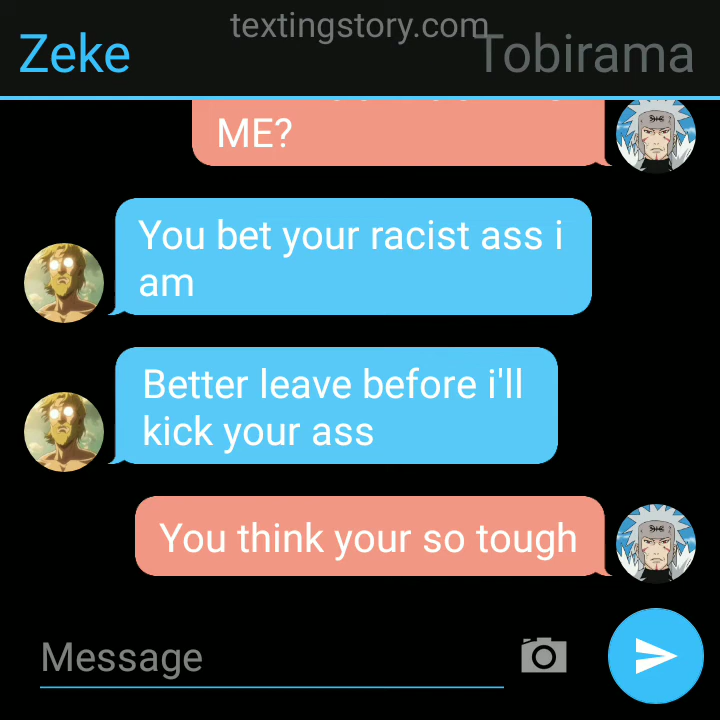 textingstory.com
Zeke
Tobirama
ME?
You bet your racist ass i
am
Better leave before i'll
kick your ass
You think your so tough
Message